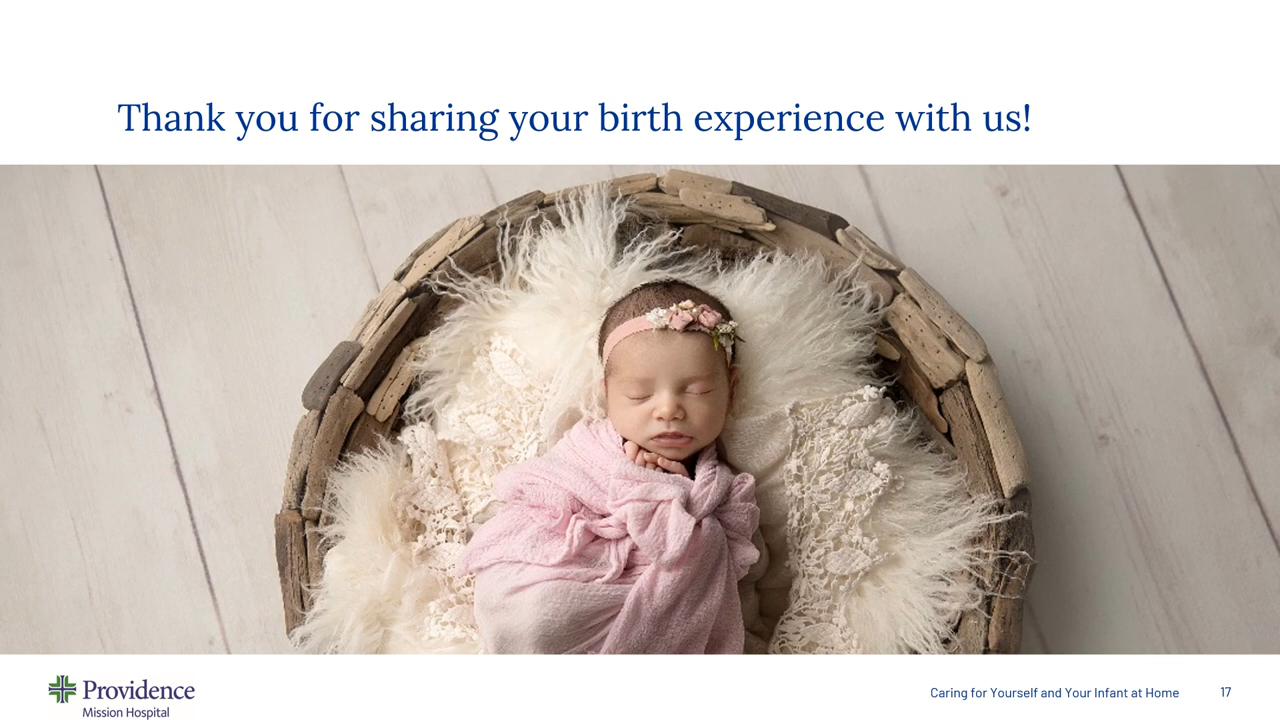 Thank you for sharing your birth experience with us!
Providence
Mission Hospital
Caring for Yourself and Your Infant at Home 17